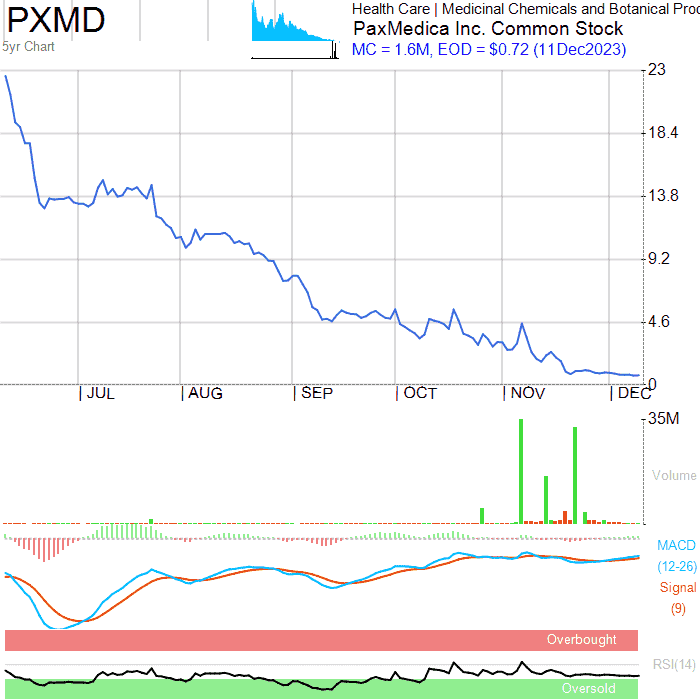 PXMD
5yr Chart
Health Care | Medicinal Chemicals and Botanical Proc
PaxMedica Inc. Common Stock
MC = 1.6M, EOD = $0.72 (11Dec2023)
23
18.4
13.8
9.2
4.6
0
JUL AUG SEP OCT NOV DEC
35M
Volume
MACD
(12-26)
Signal
(9)
Overbought
RSI(14)
Oversold